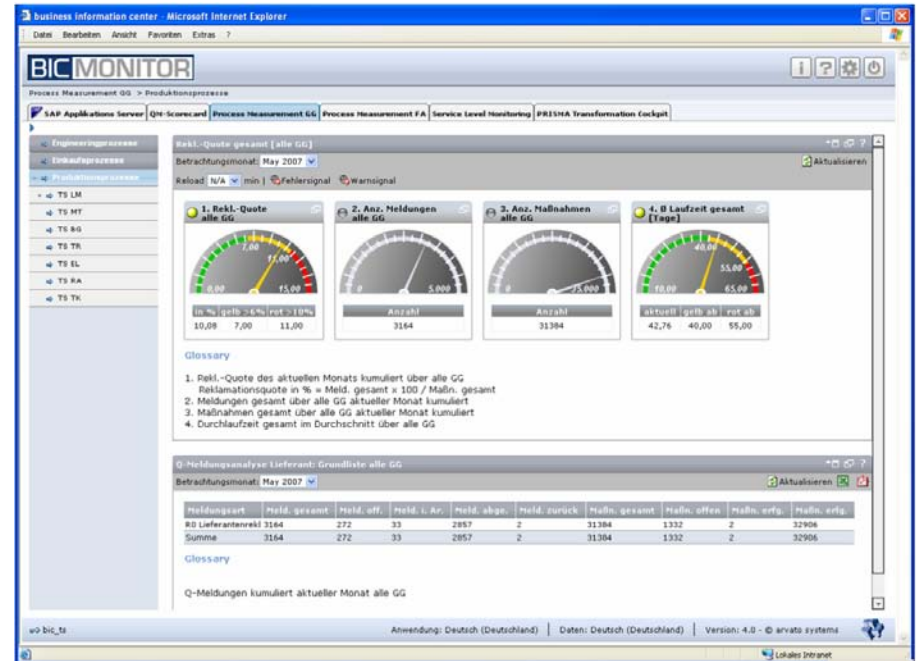 business information center - Microsoft Internet Explorer
Datei Bearbeiten Ansicht Favoriten Extras ?
BIC MONITOR
Process Measurement GG > Produktionsprozesse
SAP Applikations Server QM-Scorecard Process Measurement GG Process Measurement FA Service Level Monitoring PRISMA Transformation Cockpit
Engineeringprozesse
Einkaufsprozesse
Produktionsprozesse
TS LM
TS MT
TS BG
TS TR
TS EL
TS RA
TS TK
Rekl.-Quote gesamt [alle GG]
Betrachtungsmonat: May 2007 Aktualisieren
Reload N/A min | Fehlersignal Warnsignal
1. Rekl.-Quote alle GG
7,00
11,00
0,00 15,00
in % gelb >6% rot >10%
10,08 7,00 11,00
2. Anz. Meldungen alle GG
0 5.000
Anzahl
3164
3. Anz. Maßnahmen alle GG
0 35.000
Anzahl
31384
4. Ø Laufzeit gesamt [Tage]
40,00
55,00
10,00 65,00
aktuell gelb ab rot ab
42,76 40,00 55,00
Glossary
1. Rekl.-Quote des aktuellen Monats kumuliert über alle GG
Reklamationsquote in % = Meld. gesamt x 100 / Maßn. gesamt
2. Meldungen gesamt über alle GG aktueller Monat kumuliert
3. Maßnahmen gesamt über alle GG aktueller Monat kumuliert
4. Durchlaufzeit gesamt im Durchschnitt über alle GG
Q-Meldungsanalyse Lieferant: Grundliste alle GG
Betrachtungsmonat: May 2007 Aktualisieren
Meldungsart Meld. gesamt Meld. off. Meld. i. Ar. Meld. abge. Meld. zurück Maßn. gesamt Maßn. offen Maßn. erfg. Maßn. erlg.
R0 Lieferantenrekl 3164 272 33 2857 2 31384 1332 2 32906
Summe 3164 272 33 2857 2 31384 1332 2 32906
Glossary
Q-Meldungen kumuliert aktueller Monat alle GG
bic_ts Anwendung: Deutsch (Deutschland) | Daten: Deutsch (Deutschland) | Version: 4.0 - © arvato systems
Lokales Intranet